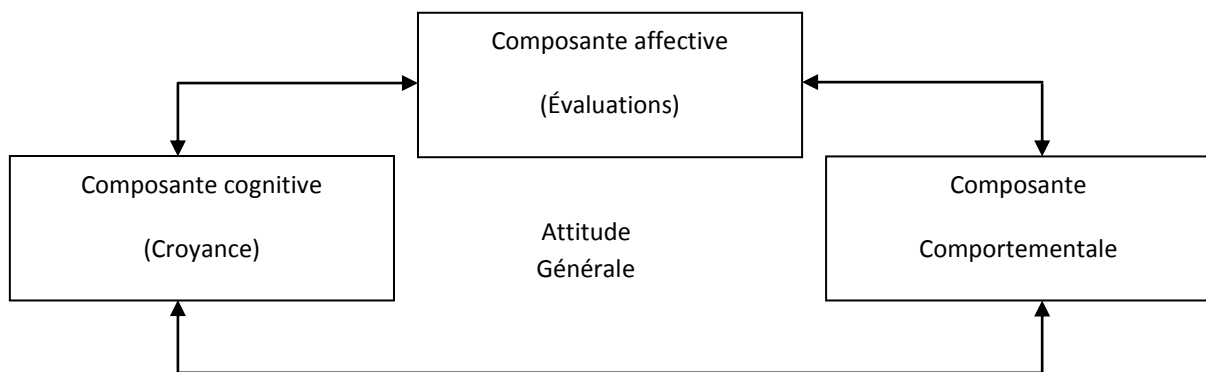 Composante affective
(Évaluations)
Composante cognitive
(Croyance)
Attitude
Générale
Composante
Comportementale